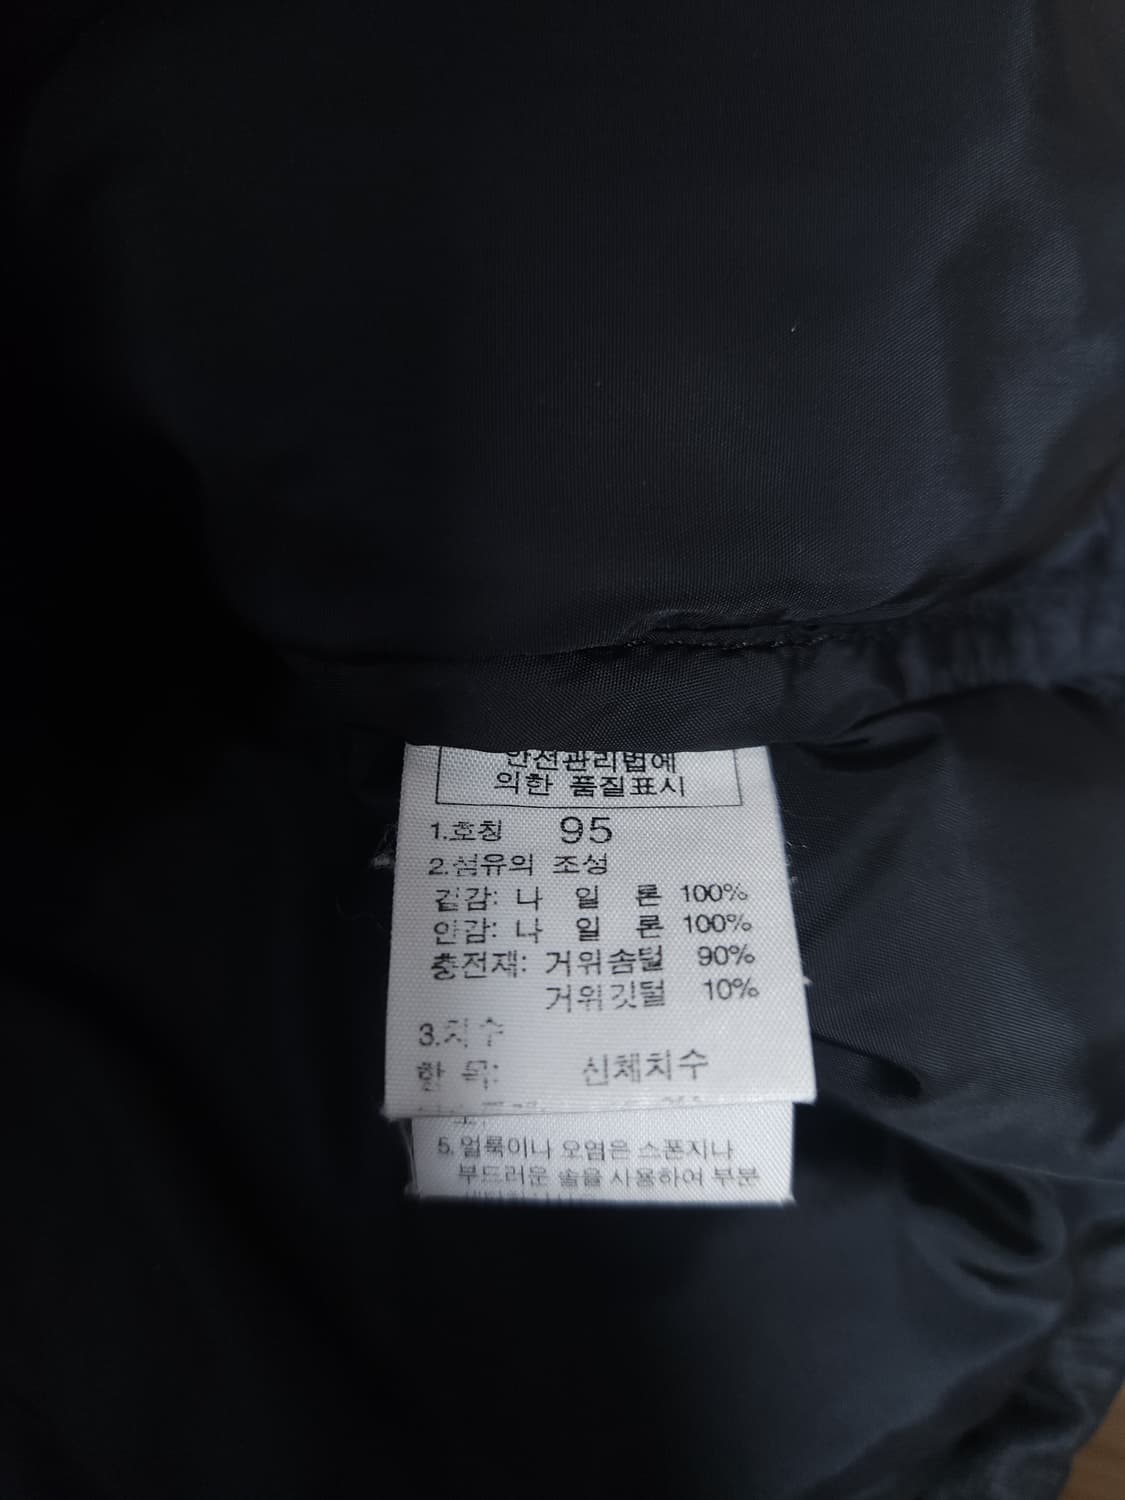 안전관리법에
의한 품질표시
1.호칭 95
2.섬유의 조성
겉감: 나 일 론 100%
안감: 나 일 론 100%
충전재: 거위솜털 90%
거위깃털 10%
3.치수
항 목: 신체치수
5. 얼룩이나 오염은 스폰지나
부드러운 솔을 사용하여 부분